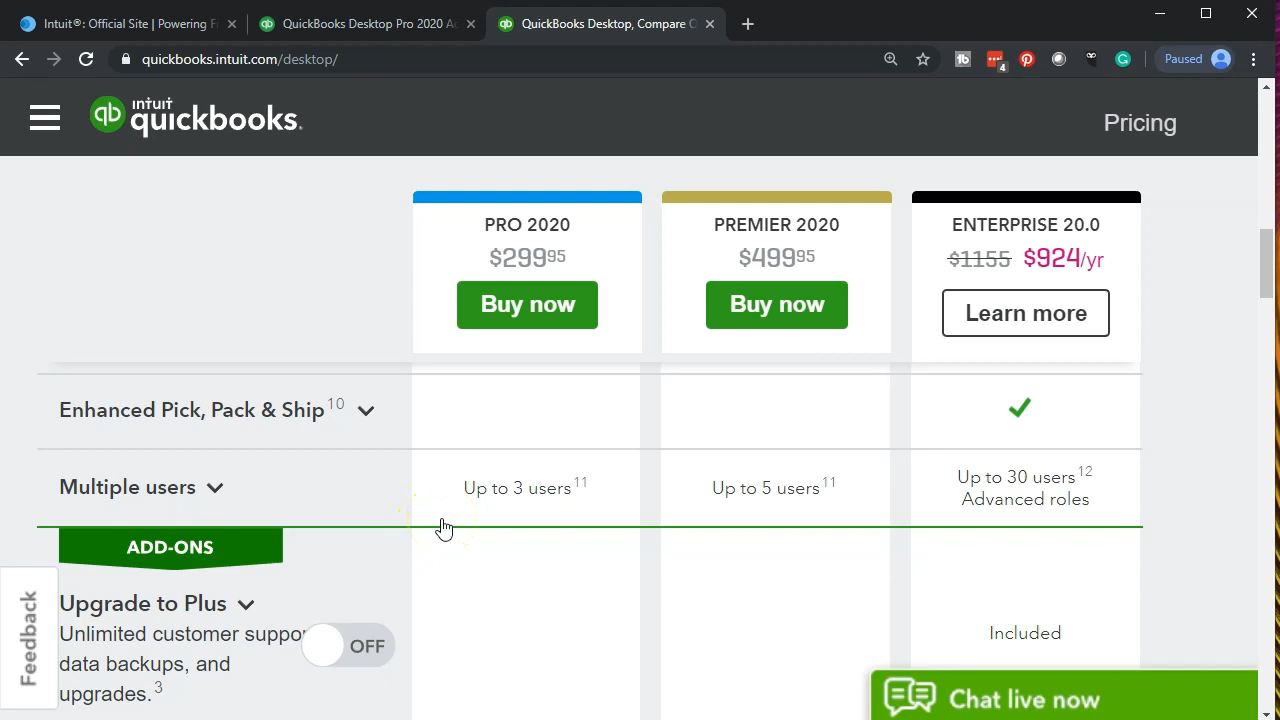 Intuit®: Official Site | Powering F
QuickBooks Desktop Pro 2020 Ac
QuickBooks Desktop, Compare Q
quickbooks.intuit.com/desktop/
4
Paused
intuit
quickbooks.
Pricing
PRO 2020
$29995
Buy now
PREMIER 2020
$49995
Buy now
ENTERPRISE 20.0
$1155 $924/yr
Learn more
Enhanced Pick, Pack & Ship10
Multiple users
Up to 3 users11
Up to 5 users11
Up to 30 users12
Advanced roles
ADD-ONS
Upgrade to Plus
Unlimited customer suppor
data backups, and
upgrades.3
OFF
Included
Feedback
Chat live now